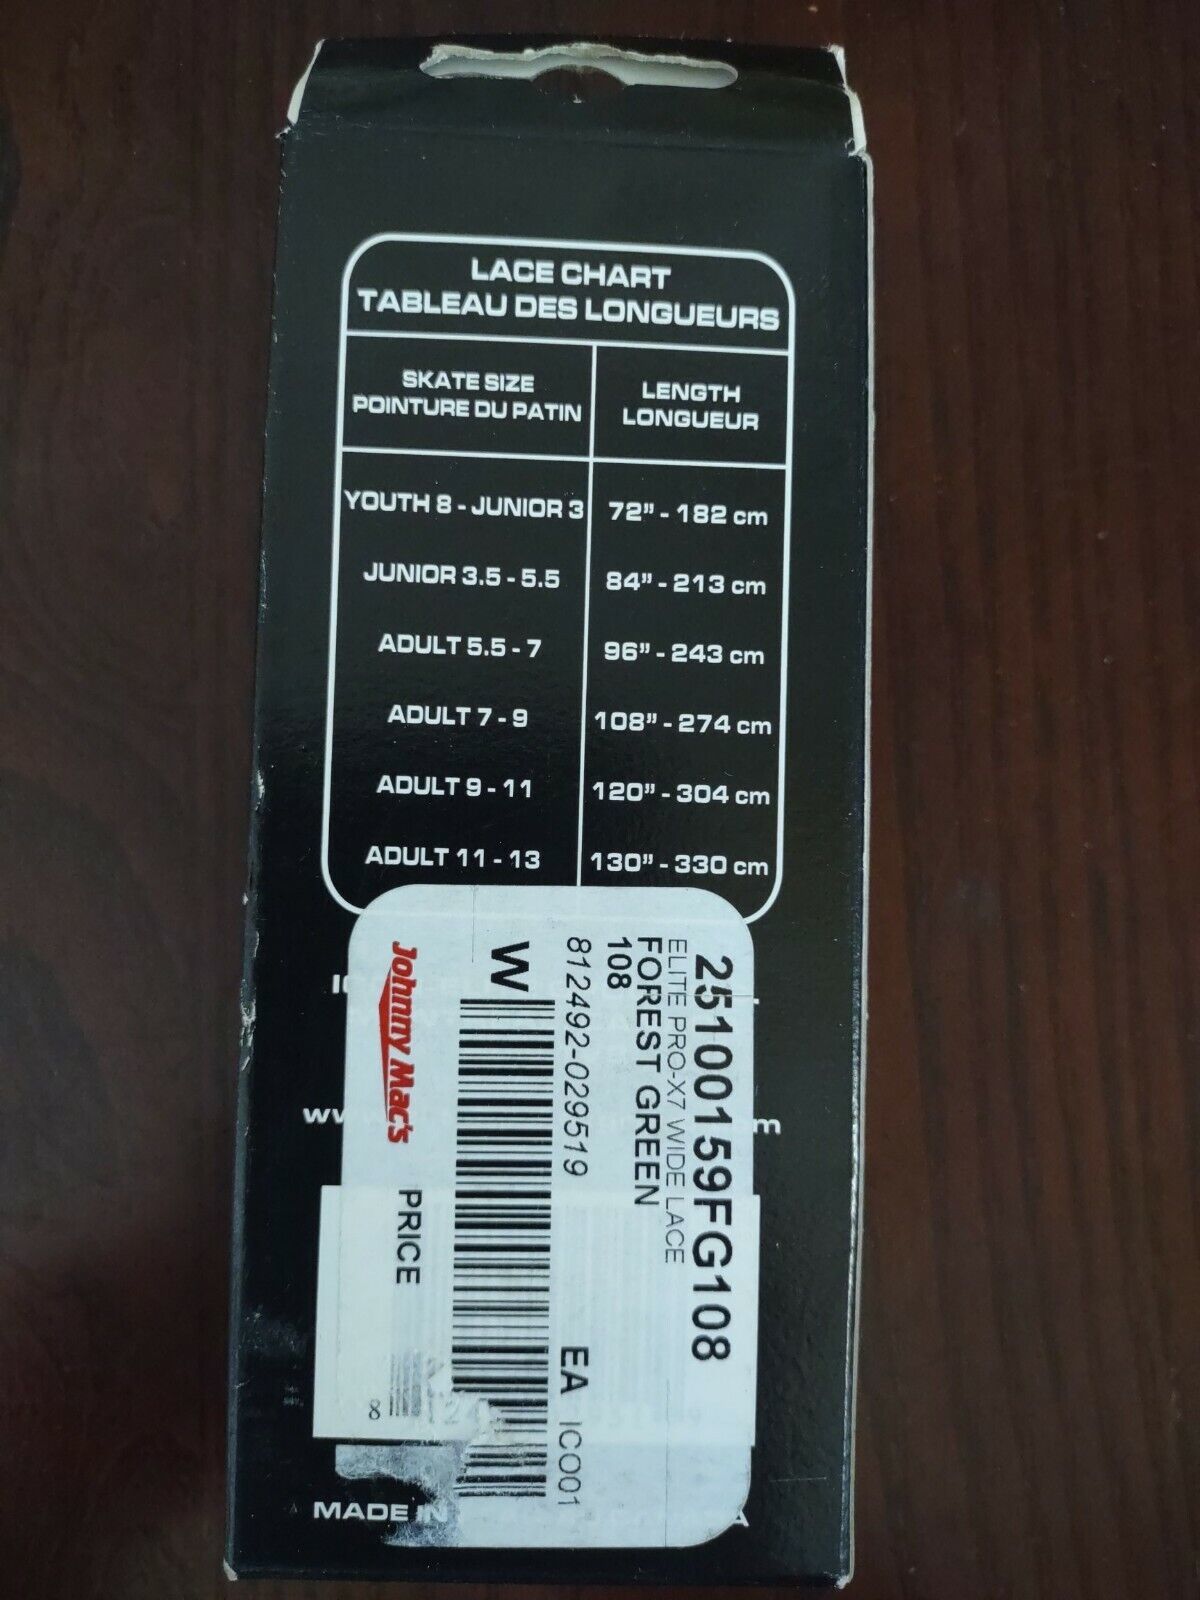 LACE CHART
TABLEAU DES LONGUEURS
SKATE SIZE
POINTURE DU PATIN
LENGTH
LONGUEUR
YOUTH 8 - JUNIOR 3 72” - 182 cm
JUNIOR 3.5 - 5.5 84” - 213 cm
ADULT 5.5 - 7 96” - 243 cm
ADULT 7 - 9 108” - 274 cm
ADULT 9 - 11 120” - 304 cm
ADULT 11 - 13 130” - 330 cm
25100159FG108
ELITE PRO-X7 WIDE LACE
FOREST GREEN
108
812492-029519 EA ICO01
W
Johnny Mac's PRICE
8
MADE IN